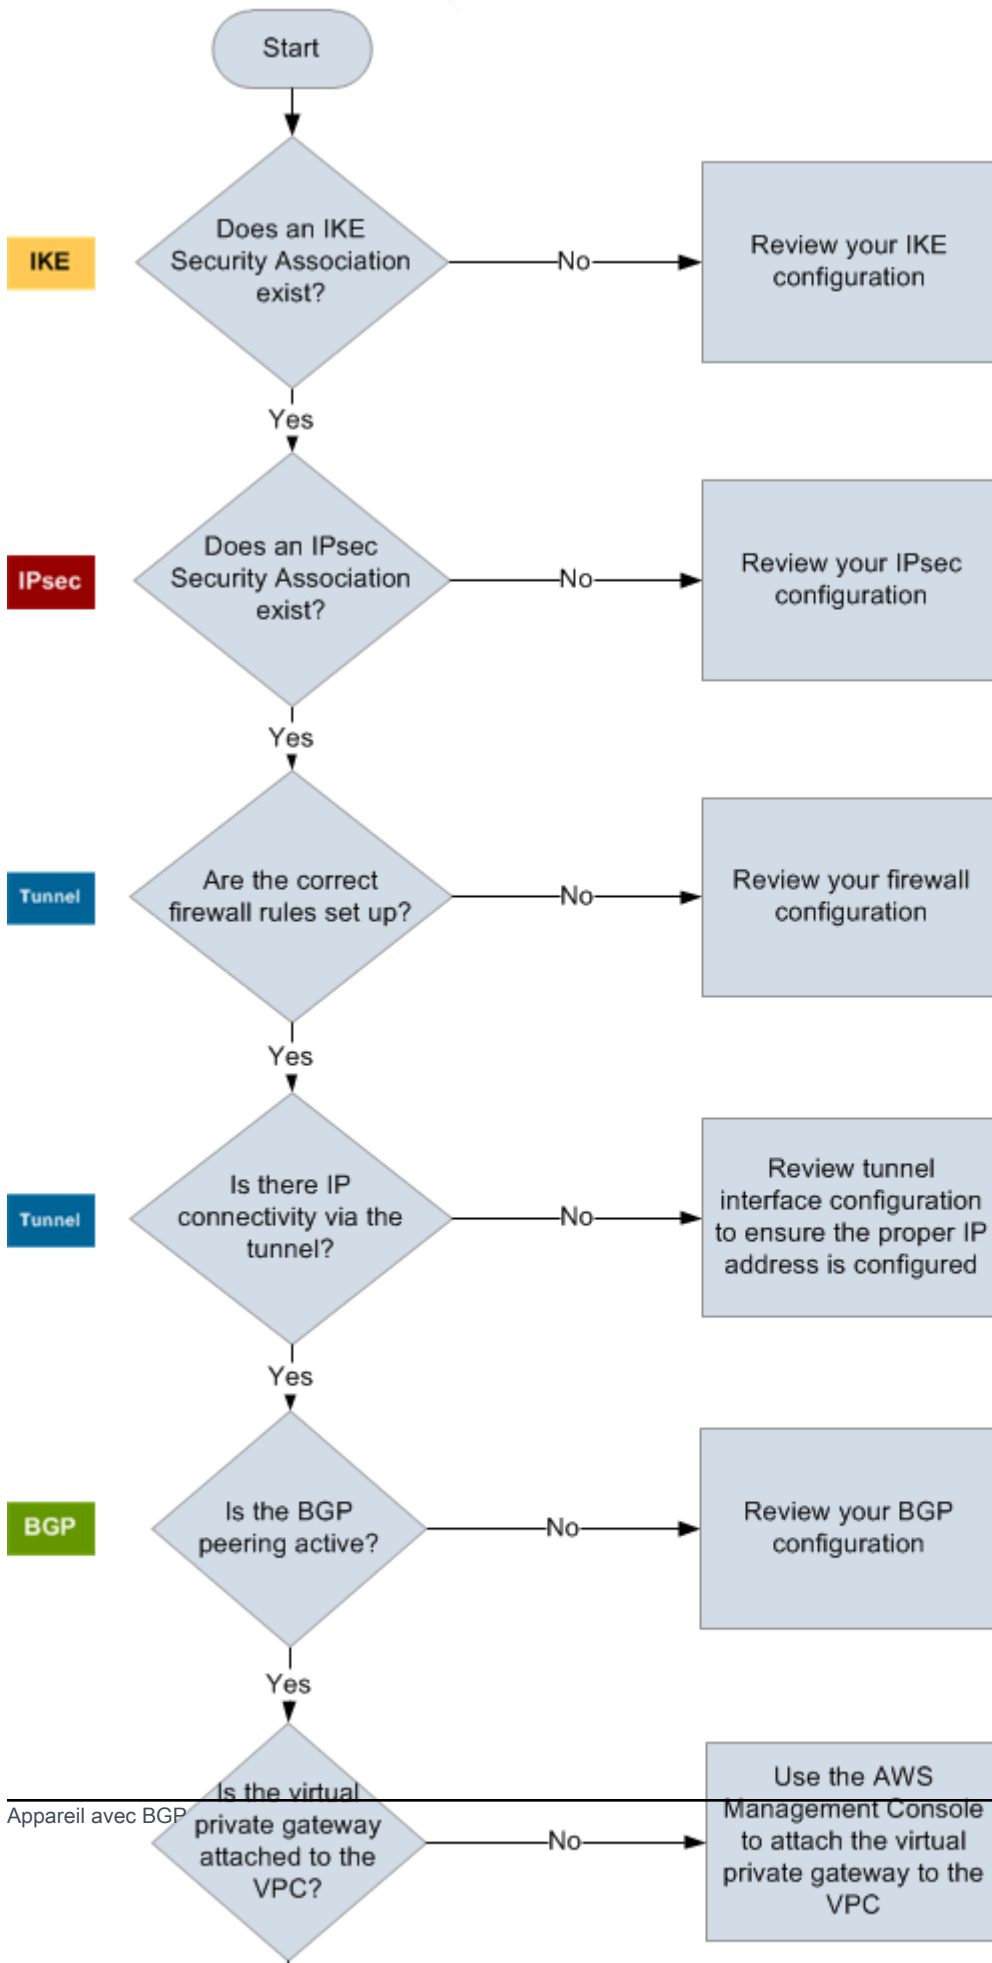 Start
IKE
Does an IKE
Security Association
exist?
No
Review your IKE
configuration
Yes
IPsec
Does an IPsec
Security Association
exist?
No
Review your IPsec
configuration
Yes
Tunnel
Are the correct
firewall rules set up?
No
Review your firewall
configuration
Yes
Tunnel
Is there IP
connectivity via the
tunnel?
No
Review tunnel
interface configuration
to ensure the proper IP
address is configured
Yes
BGP
Is the BGP
peering active?
No
Review your BGP
configuration
Yes
Is the virtual
private gateway
attached to the
VPC?
No
Use the AWS
Management Console
to attach the virtual
private gateway to the
VPC
Appareil avec BGP